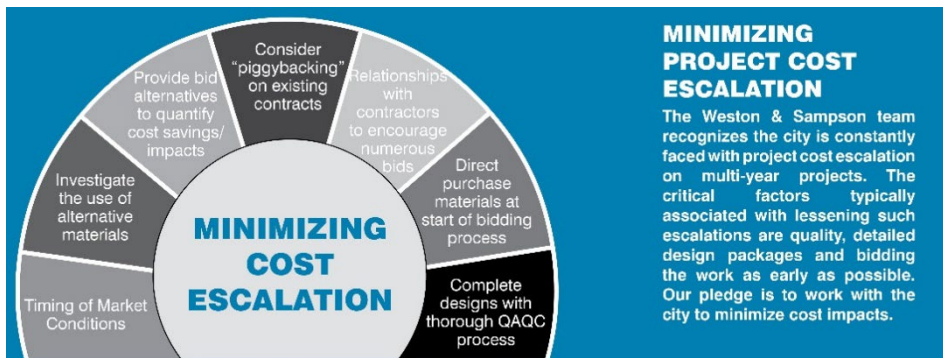 Timing of Market
Conditions
Investigate
the use of
alternative
materials
Provide bid
alternatives
to quantify
cost savings/
impacts
Consider
"piggybacking"
on existing
contracts
Relationships
with
contractors
to encourage
numerous
bids
Direct
purchase
materials at
start of bidding
process
Complete
designs with
thorough QAQC
process
MINIMIZING
COST
ESCALATION
MINIMIZING
PROJECT COST
ESCALATION
The Weston & Sampson team
recognizes the city is constantly
faced with project cost escalation
on multi-year projects. The
critical factors typically
associated with lessening such
escalations are quality, detailed
design packages and bidding
the work as early as possible.
Our pledge is to work with the
city to minimize cost impacts.